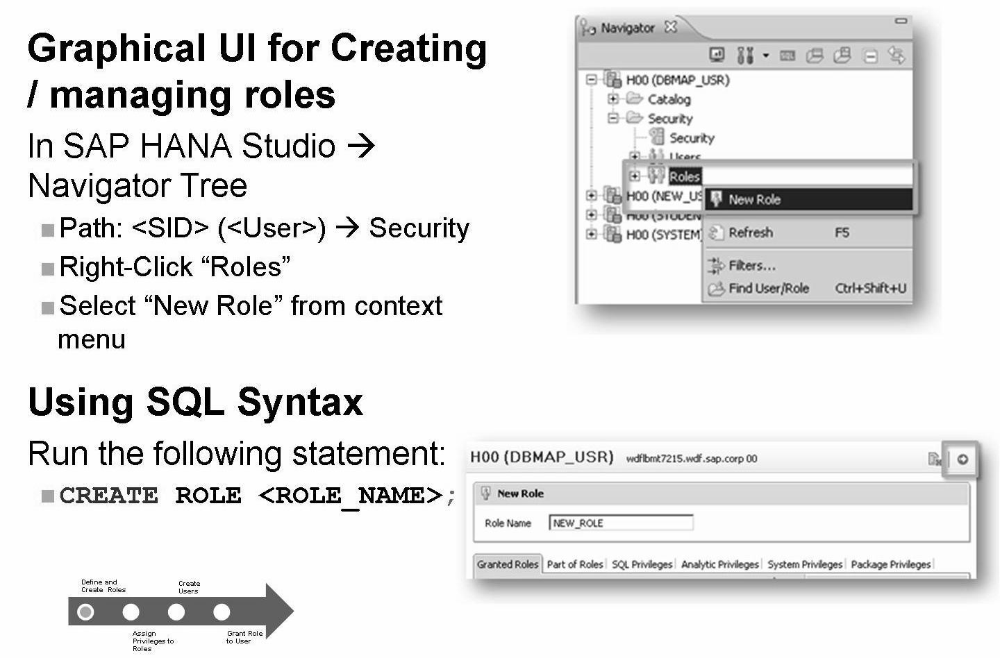 Graphical UI for Creating
/ managing roles
In SAP HANA Studio →
Navigator Tree
Path: <SID> (<User>) → Security
Right-Click “Roles”
Select “New Role” from context
menu
Using SQL Syntax
Run the following statement:
CREATE ROLE <ROLE_NAME>;
Navigator
SQL
H00 (DBMAP_USR)
Catalog
Security
Security
Users
Roles
H00 (NEW_US
H00 (STUDEN
H00 (SYSTEM)
New Role
Refresh F5
Filters...
Find User/Role Ctrl+Shift+U
H00 (DBMAP_USR) wdflbmt7215.wdf.sap.corp 00
New Role
Role Name NEW_ROLE
Granted Roles Part of Roles SQL Privileges Analytic Privileges System Privileges Package Privileges
Define and
Create Roles
Create
Users
Assign
Privileges to
Roles
Grant Role
to User